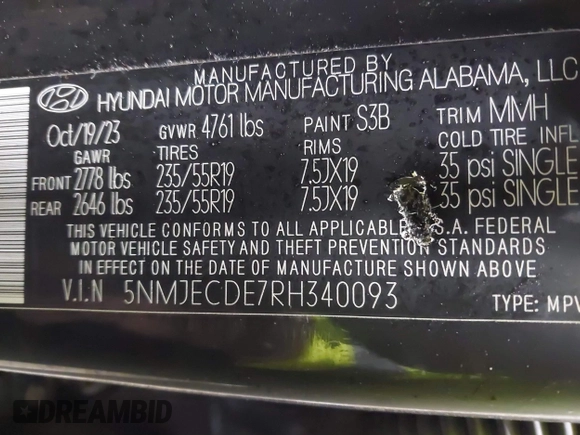 MANUFACTURED BY
HYUNDAI MOTOR MANUFACTURING ALABAMA, LLC
Oct/19/23 GVWR 4761 lbs PAINT S3B TRIM MMH
GAWR TIRES RIMS COLD TIRE INFL
FRONT 2778 lbs 235/55R19 7.5JX19 35 psi SINGLE
REAR 2646 lbs 235/55R19 7.5JX19 35 psi SINGLE
THIS VEHICLE CONFORMS TO ALL APPLICABLE U.S.A. FEDERAL
MOTOR VEHICLE SAFETY AND THEFT PREVENTION STANDARDS
IN EFFECT ON THE DATE OF MANUFACTURE SHOWN ABOVE
V.I.N 5NMJECDE7RH340093
TYPE: MPV
DREAMBID